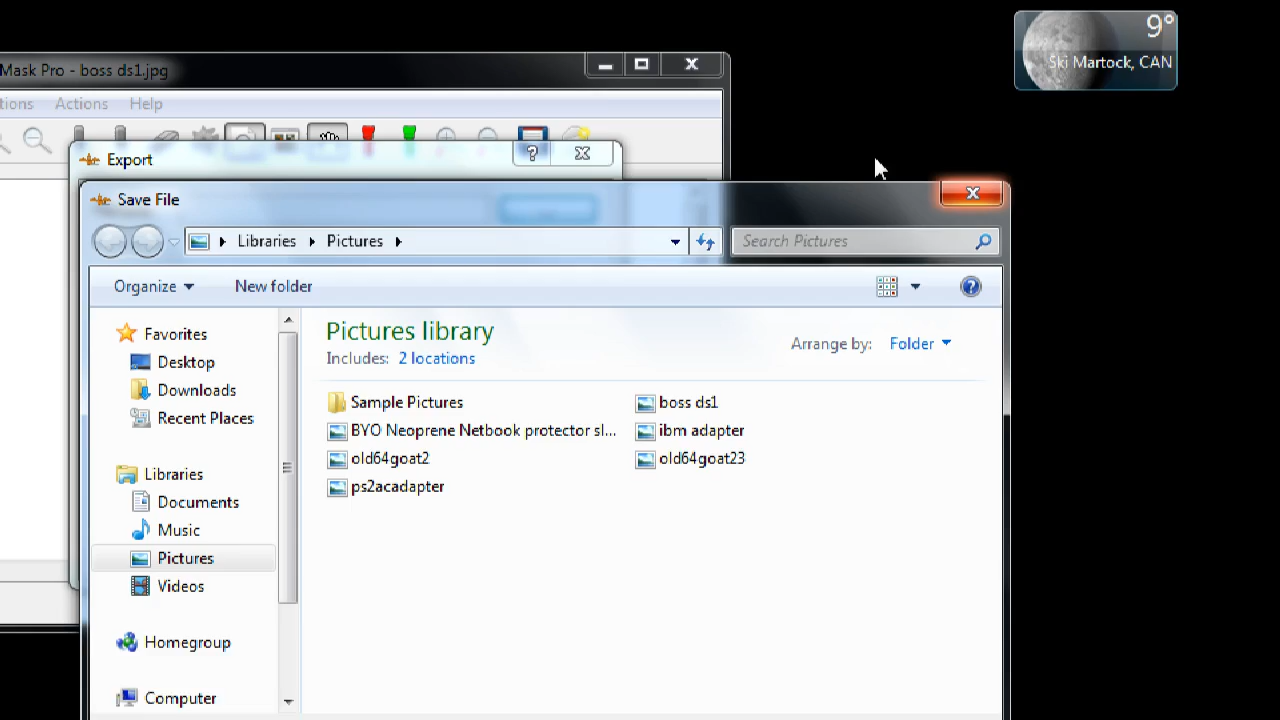 9°
Ski Martock, CAN
Mask Pro - boss ds1.jpg
tions Actions Help
Export
Save File
Libraries Pictures
Search Pictures
Organize New folder
Favorites
Desktop
Downloads
Recent Places
Libraries
Documents
Music
Pictures
Videos
Homegroup
Computer
Pictures library
Includes: 2 locations
Arrange by: Folder
Sample Pictures
boss ds1
BYO Neoprene Netbook protector sl...
ibm adapter
old64goat2
old64goat23
ps2acadapter